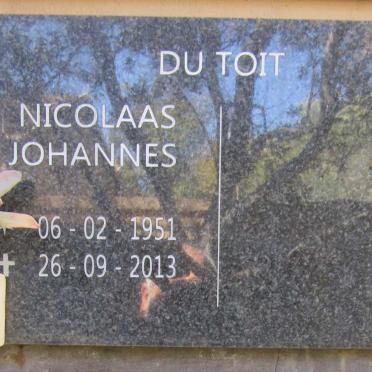 DU TOIT
NICOLAAS
JOHANNES
06 - 02 - 1951
26 - 09 - 2013